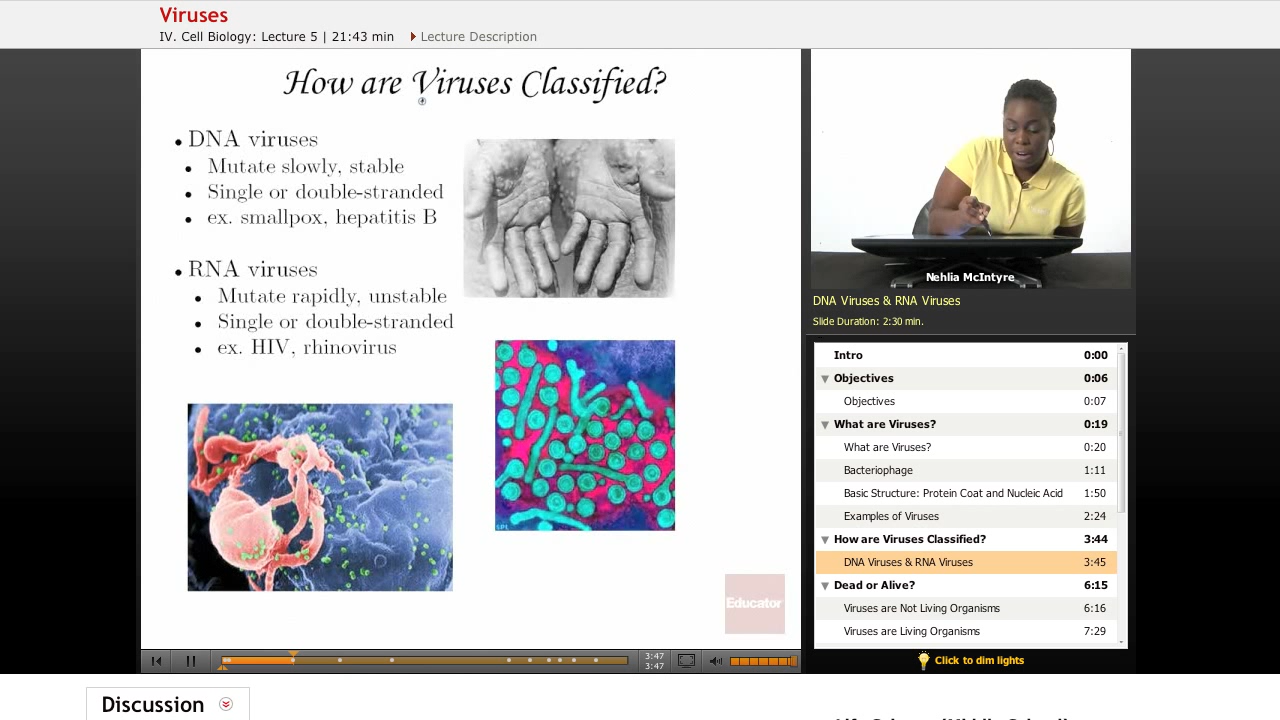 Viruses
IV. Cell Biology: Lecture 5 | 21:43 min
Lecture Description
How are Viruses Classified?
• DNA viruses
• Mutate slowly, stable
• Single or double-stranded
• ex. smallpox, hepatitis B
• RNA viruses
• Mutate rapidly, unstable
• Single or double-stranded
• ex. HIV, rhinovirus
SPL
Educator
3:47
3:47
Nehlia McIntyre
DNA Viruses & RNA Viruses
Slide Duration: 2:30 min.
Intro 0:00
Objectives 0:06
Objectives 0:07
What are Viruses? 0:19
What are Viruses? 0:20
Bacteriophage 1:11
Basic Structure: Protein Coat and Nucleic Acid 1:50
Examples of Viruses 2:24
How are Viruses Classified? 3:44
DNA Viruses & RNA Viruses 3:45
Dead or Alive? 6:15
Viruses are Not Living Organisms 6:16
Viruses are Living Organisms 7:29
Click to dim lights
Discussion